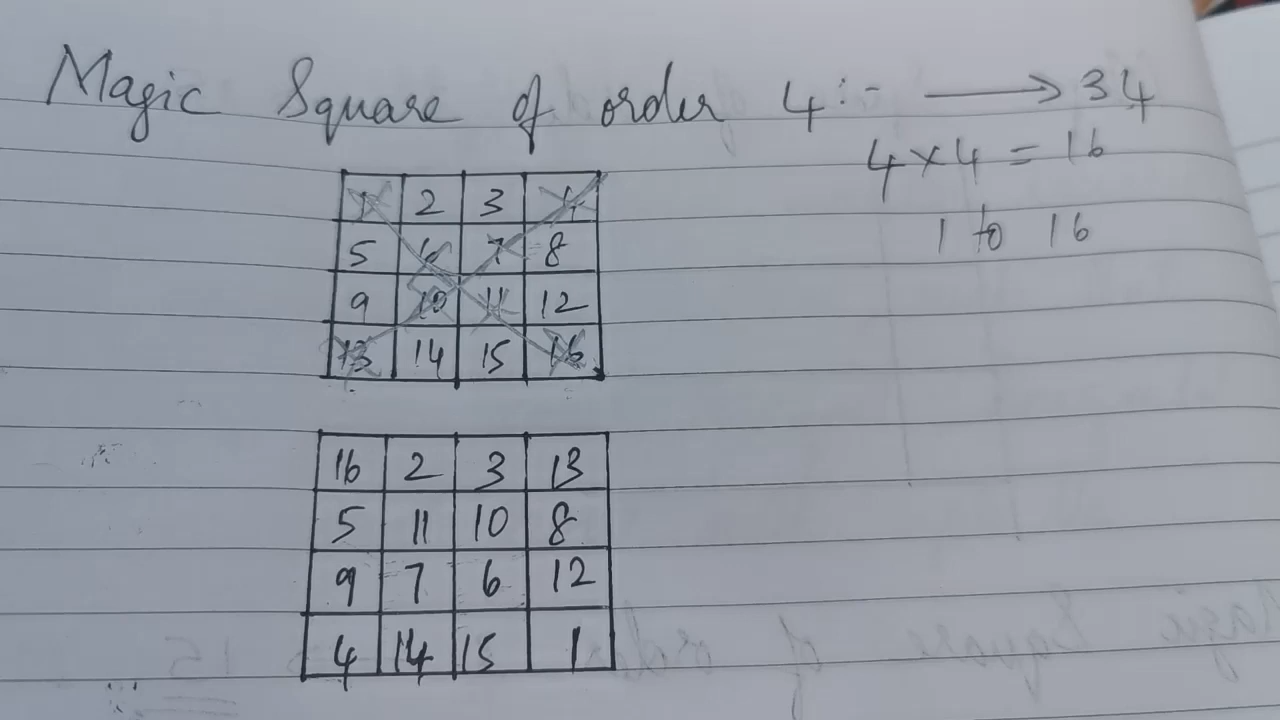 Magic Square of order 4:- → 34
4 × 4 = 16
1 to 16
1 2 3 4
5 6 7 8
9 10 11 12
13 14 15 16
16 2 3 13
5 11 10 8
9 7 6 12
4 14 15 1